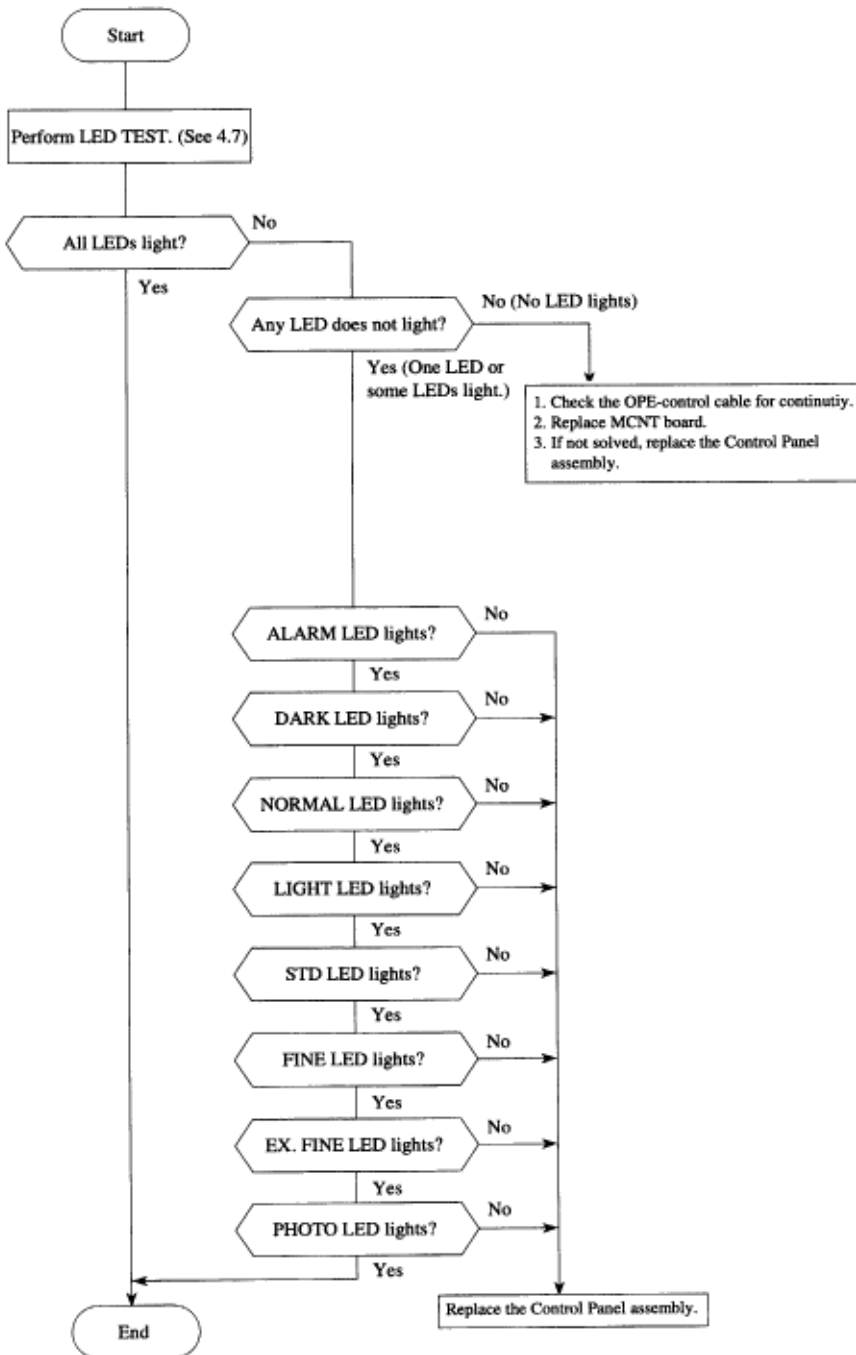 Start
Perform LED TEST. (See 4.7)
All LEDs light?
No
Yes
Any LED does not light?
No (No LED lights)
Yes (One LED or
some LEDs light.)
1. Check the OPE-control cable for continutiy.
2. Replace MCNT board.
3. If not solved, replace the Control Panel
assembly.
ALARM LED lights?
No
Yes
DARK LED lights?
No
Yes
NORMAL LED lights?
No
Yes
LIGHT LED lights?
No
Yes
STD LED lights?
No
Yes
FINE LED lights?
No
Yes
EX. FINE LED lights?
No
Yes
PHOTO LED lights?
No
Yes
Replace the Control Panel assembly.
End